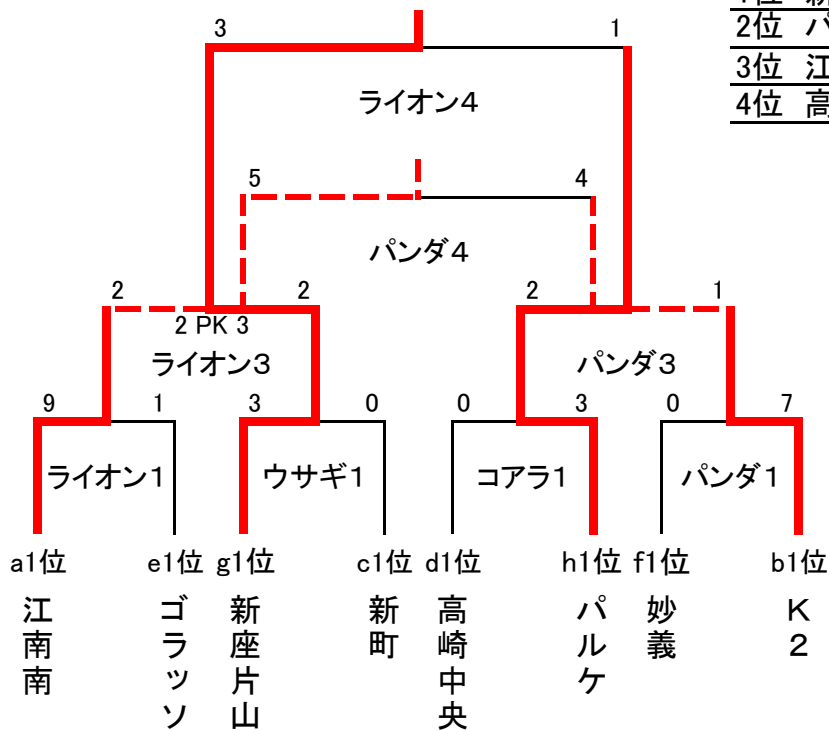 3 1
2位 パ
3位 江
4位 高
ライオン4
5 4
パンダ4
2 2 2 1
2 PK 3
ライオン3 パンダ3
9 1 3 0 0 3 0 7
ライオン1 ウサギ1 コアラ1 パンダ1
a1位 e1位 g1位 c1位 d1位 h1位 f1位 b1位
江南南 ゴラッソ 新座片山 新町 高崎中央 パルケ 妙義 K2